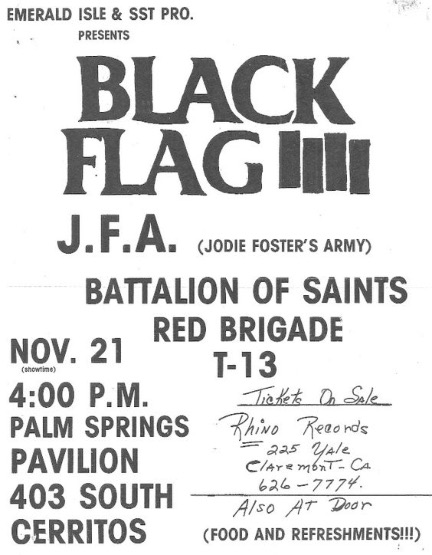 EMERALD ISLE & SST PRO.
PRESENTS
BLACK
FLAG
J.F.A. (JODIE FOSTER'S ARMY)
BATTALION OF SAINTS
RED BRIGADE
T-13
NOV. 21
(showtime)
4:00 P.M.
PALM SPRINGS
PAVILION
403 SOUTH
CERRITOS
Tickets On Sale
Rhino Records
225 Yale
Claremont-CA
626-7774.
Also At Door
(FOOD AND REFRESHMENTS!!!)